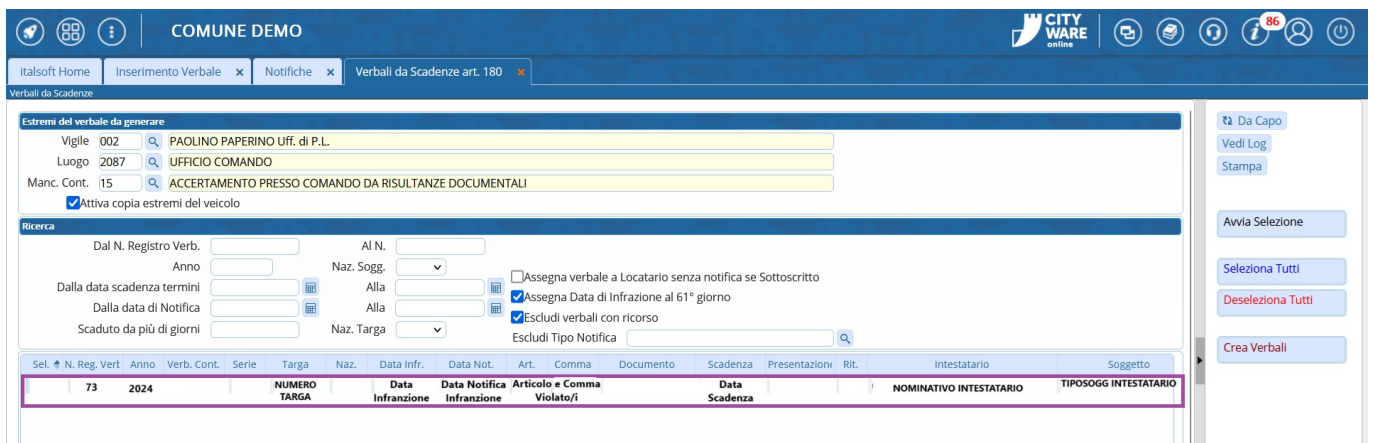 COMUNE DEMO
CITY
WARE
online
86
italsoft Home
Inserimento Verbale ×
Notifiche ×
Verbali da Scadenze art. 180 ×
Verbali da Scadenze
Estremi del verbale da generare
Vigile 002 PAOLINO PAPERINO Uff. di P.L.
Luogo 2087 UFFICIO COMANDO
Manc. Cont. 15 ACCERTAMENTO PRESSO COMANDO DA RISULTANZE DOCUMENTALI
Attiva copia estremi del veicolo
Ricerca
Dal N. Registro Verb. Al N.
Anno Naz. Sogg.
Assegna verbale a Locatario senza notifica se Sottoscritto
Dalla data scadenza termini Alla
Assegna Data di Infrazione al 61° giorno
Dalla data di Notifica Alla
Escludi verbali con ricorso
Scaduto da più di giorni Naz. Targa
Escludi Tipo Notifica
Sel. N. Reg. Vert Anno Verb. Cont. Serie Targa Naz. Data Infr. Data Not. Art. Comma Documento Scadenza Presentazione Rit. Intestatario Soggetto
73 2024 NUMERO TARGA Data Infranzione Data Notifica Infranzione Articolo e Comma Violato/i Data Scadenza NOMINATIVO INTESTATARIO TIPOSOGG INTESTATARIO
Da Capo
Vedi Log
Stampa
Avvia Selezione
Seleziona Tutti
Deseleziona Tutti
Crea Verbali